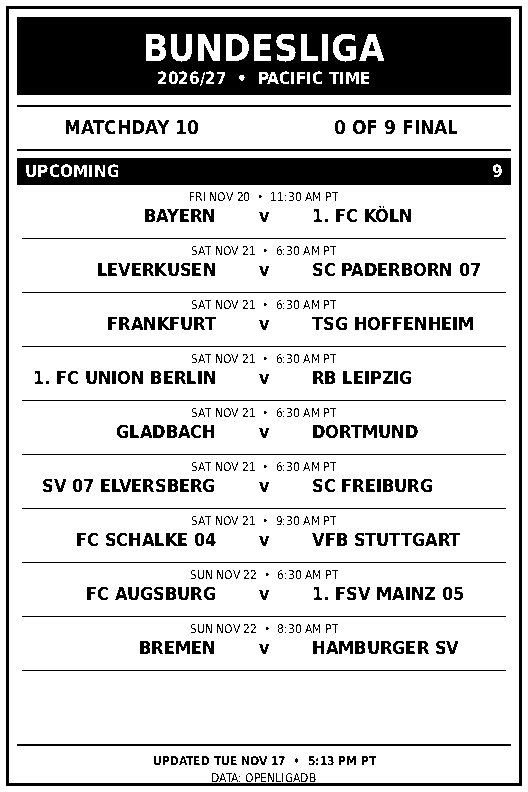 BUNDESLIGA
2026/27 • PACIFIC TIME
MATCHDAY 10 0 OF 9 FINAL
UPCOMING 9
FRI NOV 20 • 11:30 AM PT
BAYERN v 1. FC KÖLN
SAT NOV 21 • 6:30 AM PT
LEVERKUSEN v SC PADERBORN 07
SAT NOV 21 • 6:30 AM PT
FRANKFURT v TSG HOFFENHEIM
SAT NOV 21 • 6:30 AM PT
1. FC UNION BERLIN v RB LEIPZIG
SAT NOV 21 • 6:30 AM PT
GLADBACH v DORTMUND
SAT NOV 21 • 6:30 AM PT
SV 07 ELVERSBERG v SC FREIBURG
SAT NOV 21 • 9:30 AM PT
FC SCHALKE 04 v VFB STUTTGART
SUN NOV 22 • 6:30 AM PT
FC AUGSBURG v 1. FSV MAINZ 05
SUN NOV 22 • 8:30 AM PT
BREMEN v HAMBURGER SV
UPDATED TUE NOV 17 • 5:13 PM PT
DATA: OPENLIGADB